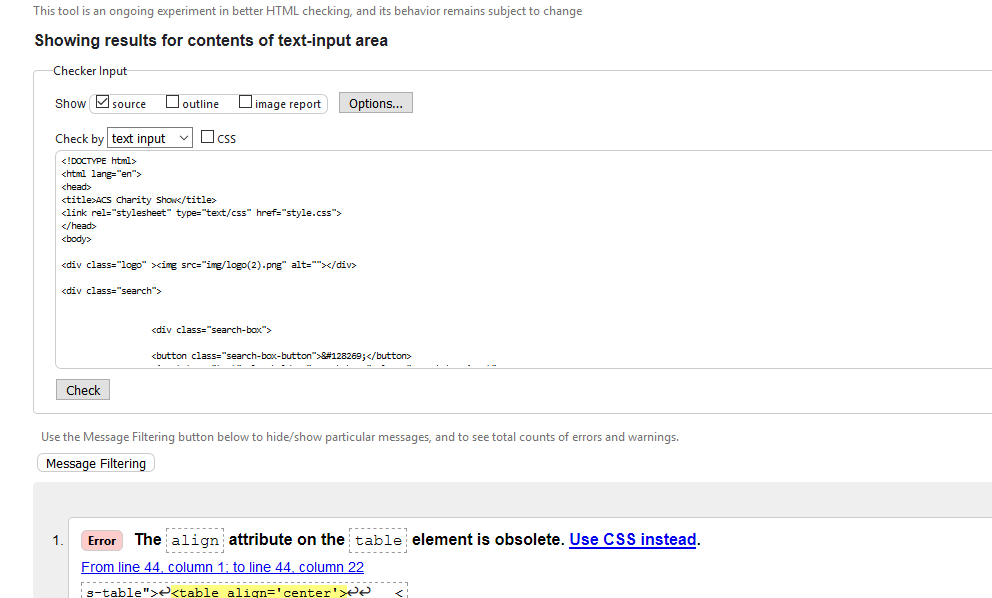 This tool is an ongoing experiment in better HTML checking, and its behavior remains subject to change
Showing results for contents of text-input area
Checker Input
Show source outline image report Options...
Check by text input CSS
<!DOCTYPE html>
<html lang="en">
<head>
<title>ACS Charity Show</title>
<link rel="stylesheet" type="text/css" href="style.css">
</head>
<body>
<div class="logo" ><img src="img/logo(2).png" alt=""></div>
<div class="search">
<div class="search-box">
<button class="search-box-button">&#128269;</button>
Check
Use the Message Filtering button below to hide/show particular messages, and to see total counts of errors and warnings.
Message Filtering
1. Error The align attribute on the table element is obsolete. Use CSS instead.
From line 44, column 1; to line 44, column 22
s-table">↩<table align='center'>↩↩ <